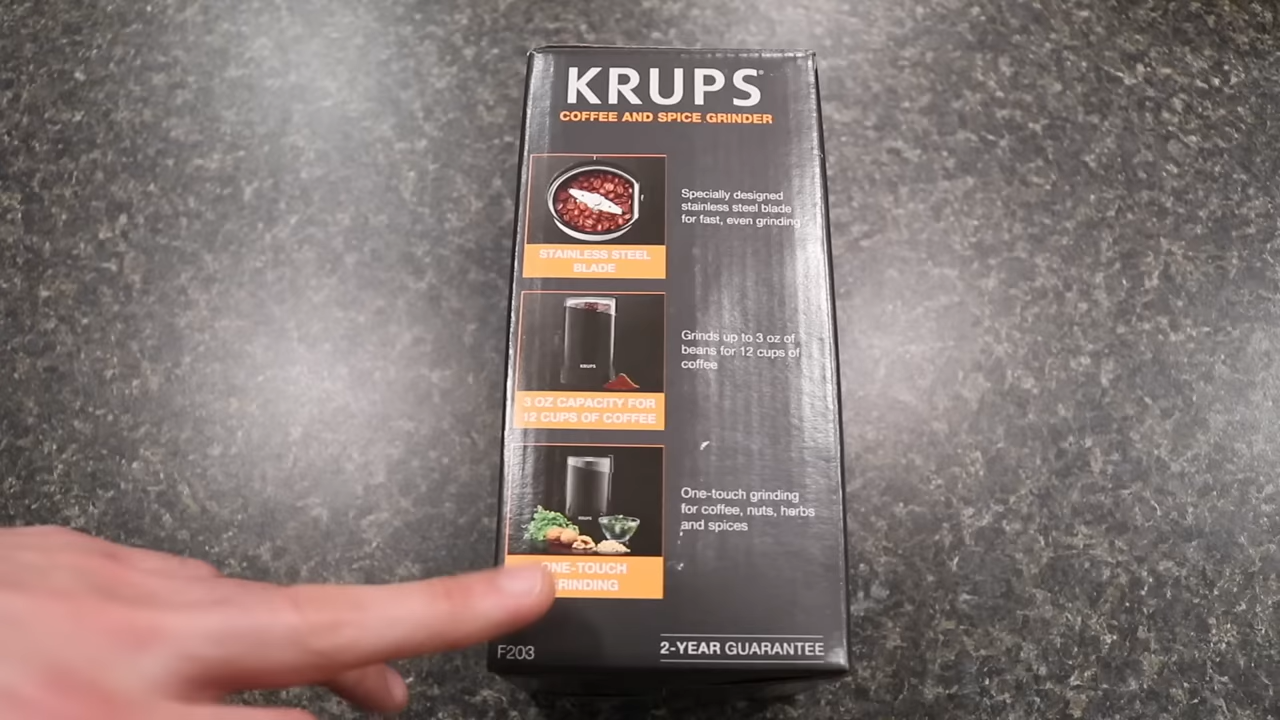 KRUPS
COFFEE AND SPICE GRINDER
Specially designed
stainless steel blade
for fast, even grinding
STAINLESS STEEL
BLADE
KRUPS
Grinds up to 3 oz of
beans for 12 cups of
coffee
3 OZ CAPACITY FOR
12 CUPS OF COFFEE
KRUPS
One-touch grinding
for coffee, nuts, herbs
and spices
ONE-TOUCH
GRINDING
F203
2-YEAR GUARANTEE